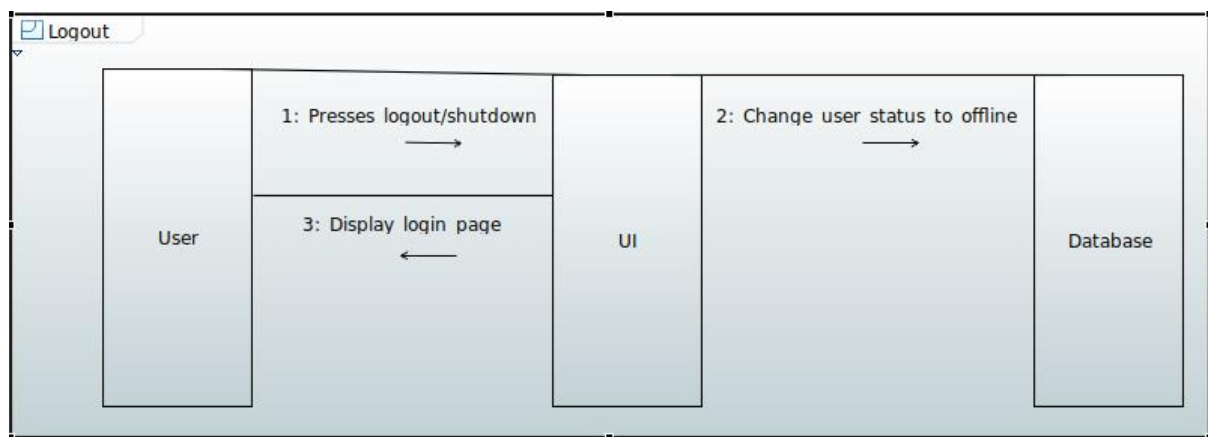 Logout
1: Presses logout/shutdown
2: Change user status to offline
3: Display login page
User
UI
Database